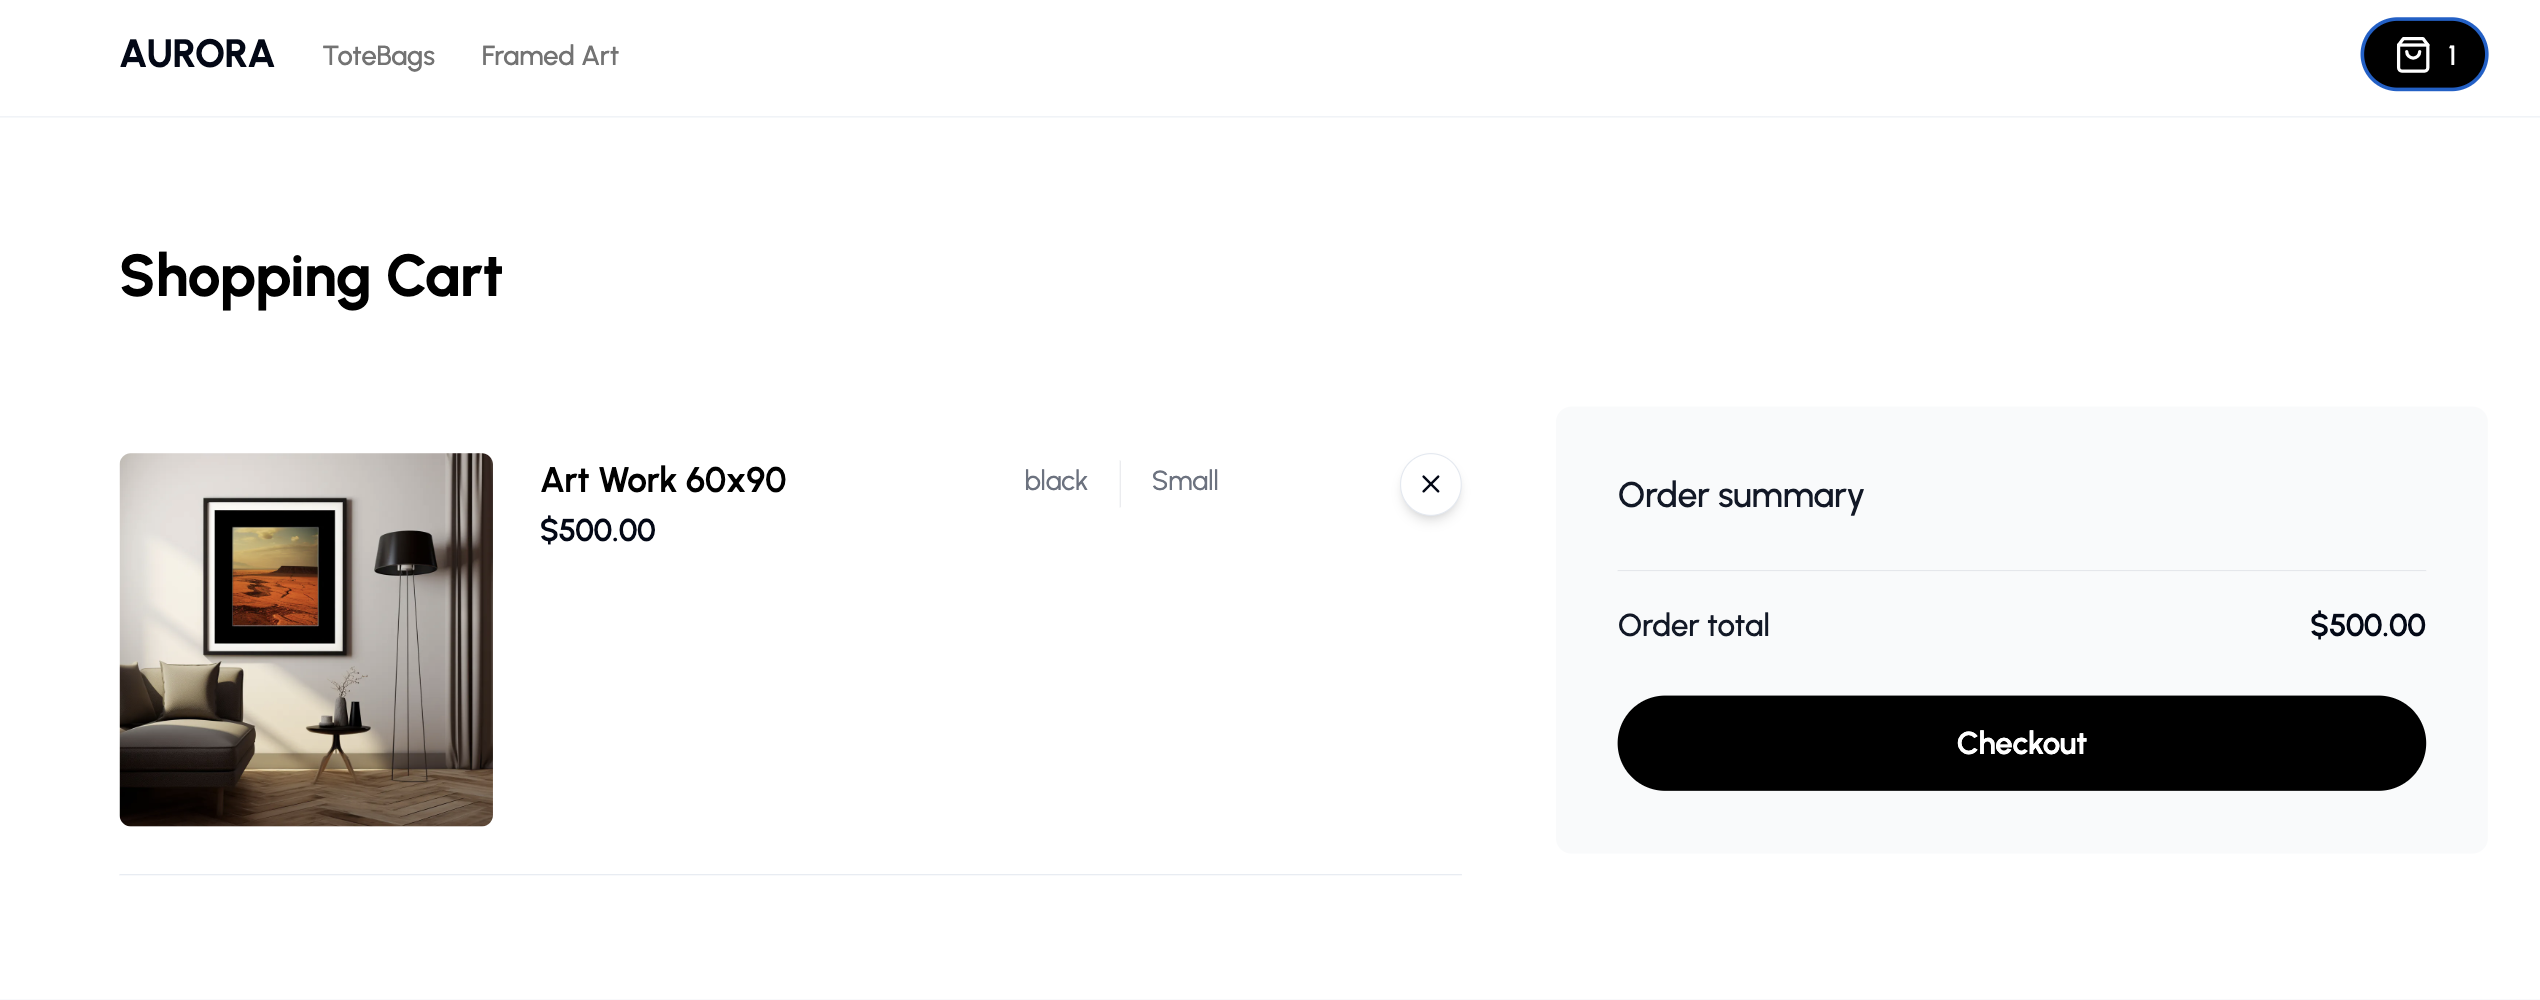 AURORA ToteBags Framed Art 1
Shopping Cart
Art Work 60x90 black Small
$500.00
Order summary
Order total $500.00
Checkout